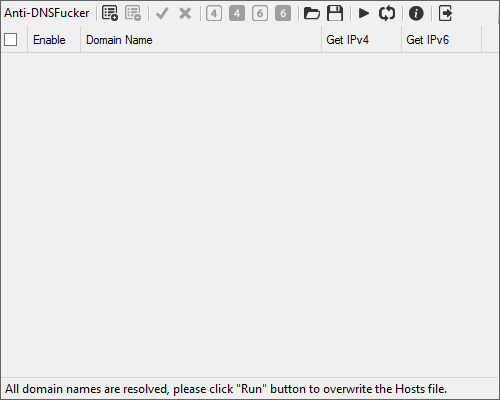 Anti-DNSFucker 4 4 6 6
Enable Domain Name Get IPv4 Get IPv6
All domain names are resolved, please click "Run" button to overwrite the Hosts file.